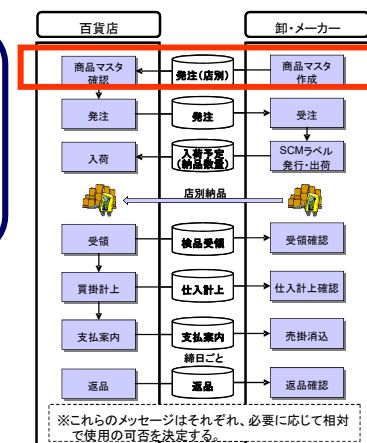 百貨店
卸・メーカー
商品マスタ
確認
発注(店別)
商品マスタ
作成
発注
発注
受注
入荷
入荷予定
(納品数量)
SCMラベル
発行・出荷
店別納品
受領
検品受領
受領確認
買掛計上
仕入計上
仕入計上確認
支払案内
支払案内
売掛消込
締日ごと
返品
返品
返品確認
※これらのメッセージはそれぞれ、必要に応じて相対
で使用の可否を決定する。